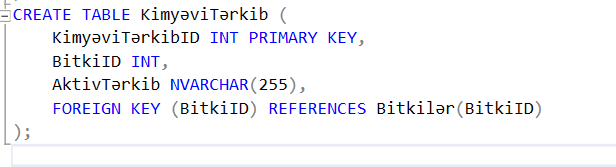 CREATE TABLE KimyəviTərkib (
KimyəviTərkibID INT PRIMARY KEY,
BitkiID INT,
AktivTərkib NVARCHAR(255),
FOREIGN KEY (BitkiID) REFERENCES Bitkilər(BitkiID)
);